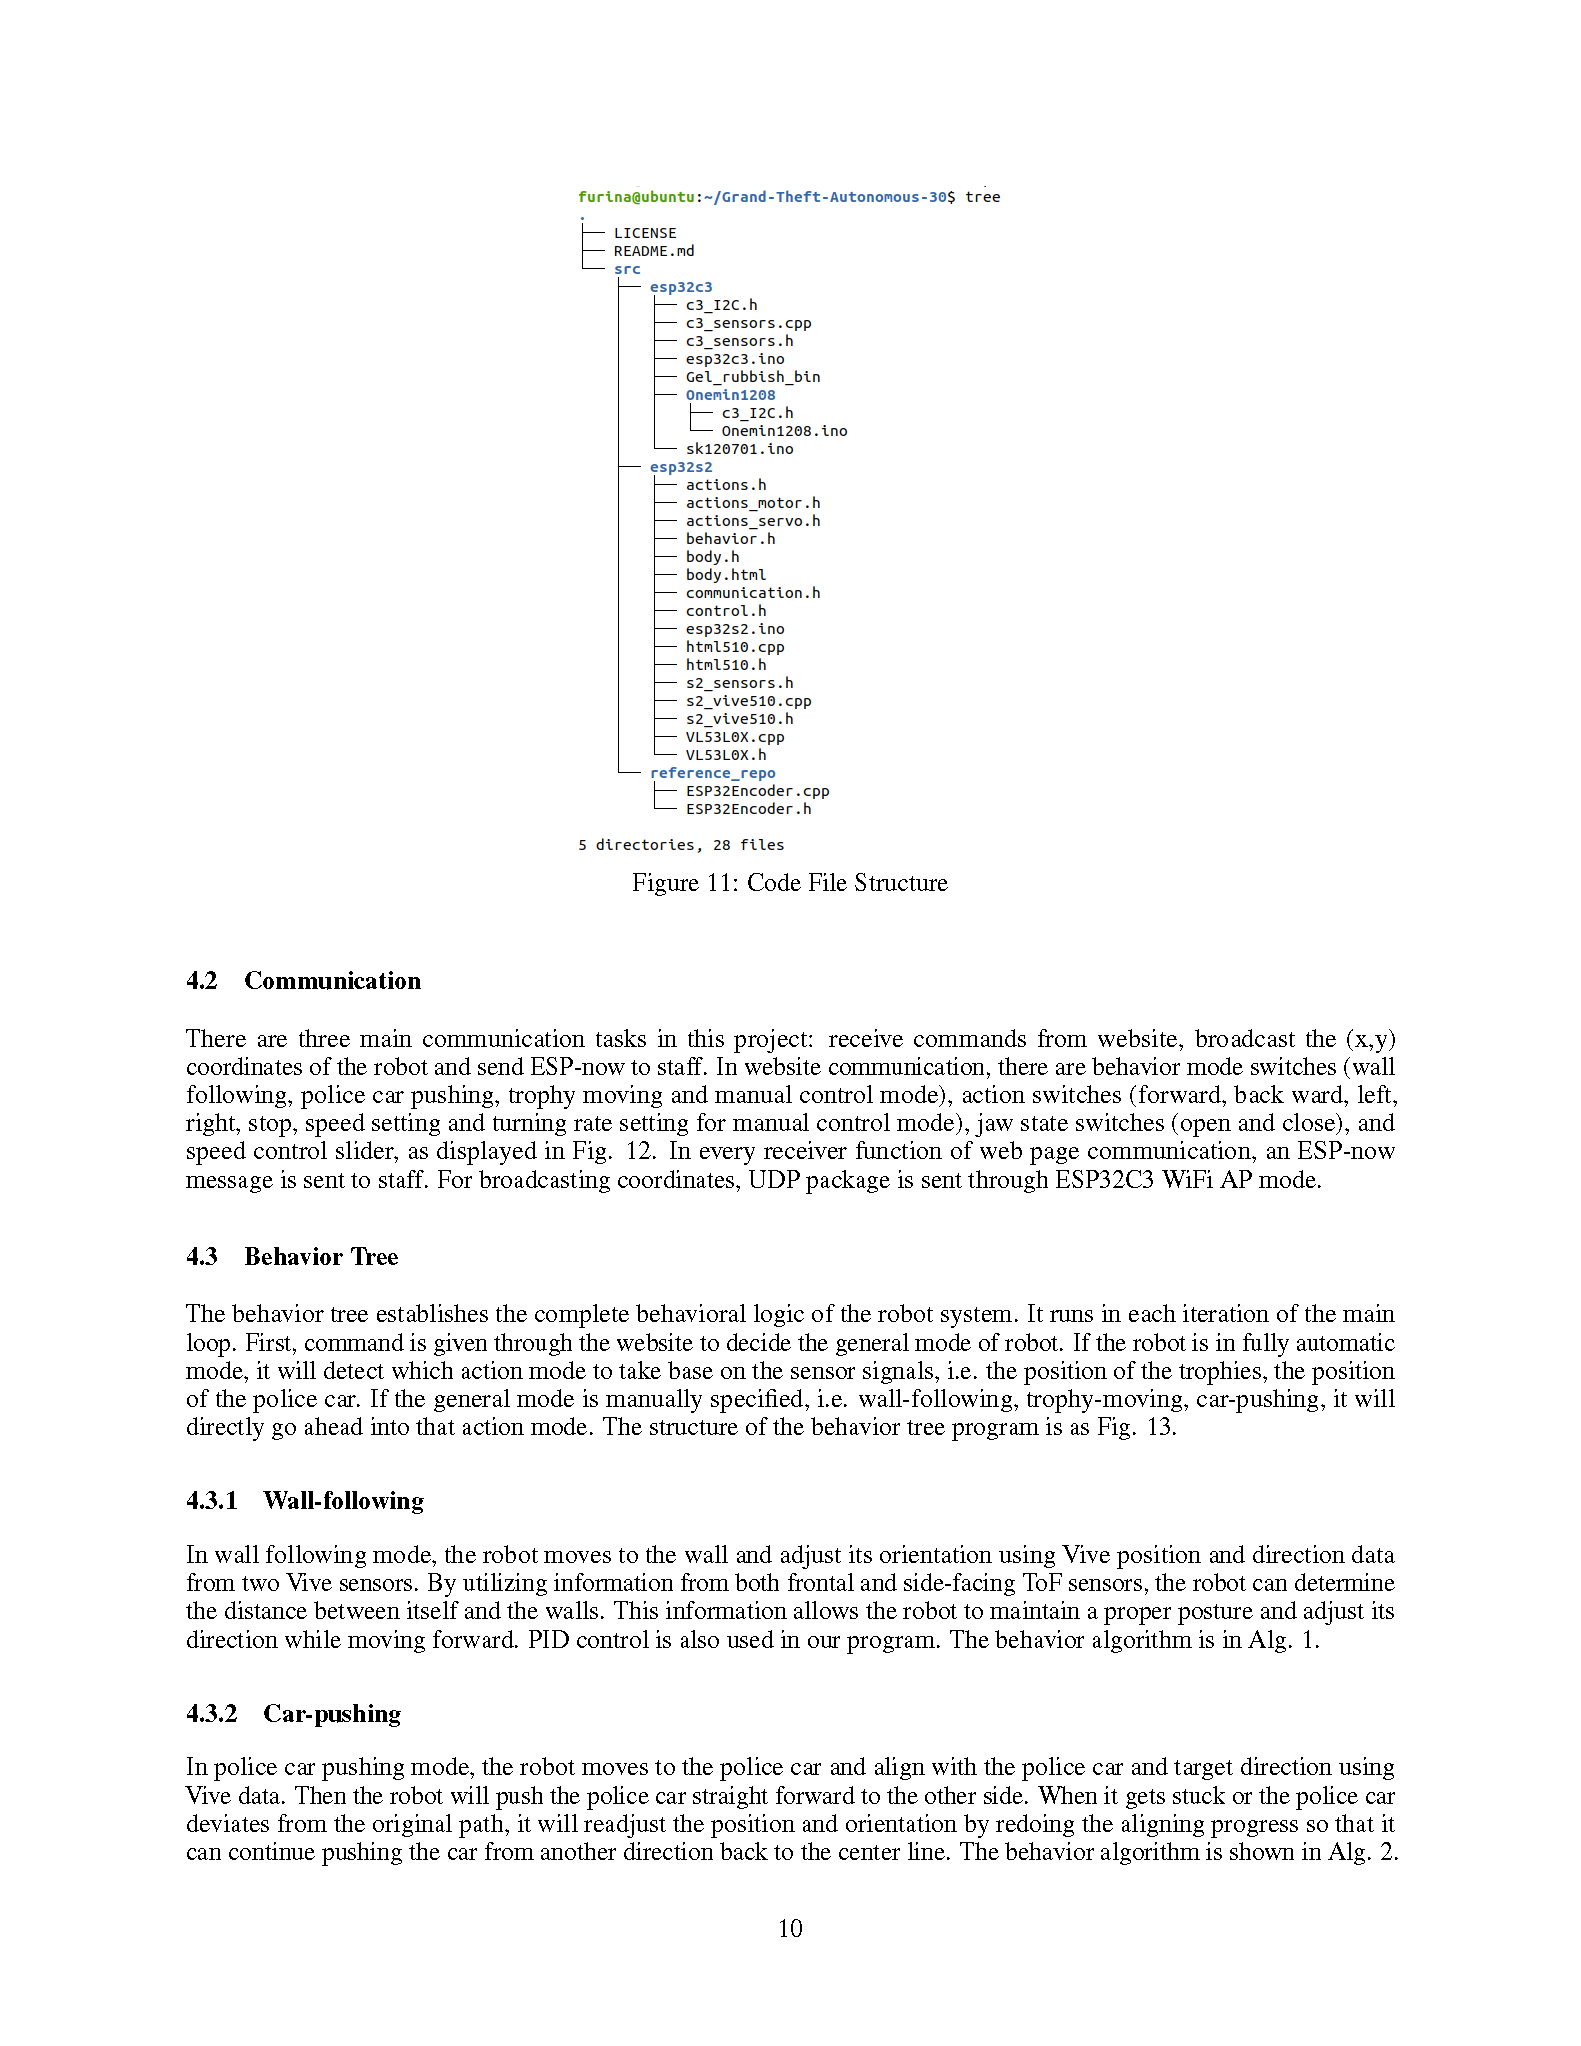 furina@ubuntu:~/Grand-Theft-Autonomous-30$ tree
.
├── LICENSE
├── README.md
└── src
    ├── esp32c3
    │   ├── c3_I2C.h
    │   ├── c3_sensors.cpp
    │   ├── c3_sensors.h
    │   ├── esp32c3.ino
    │   ├── Gel_rubbish_bin
    │   ├── Onemin1208
    │   │   ├── c3_I2C.h
    │   │   └── Onemin1208.ino
    │   └── sk120701.ino
    ├── esp32s2
    │   ├── actions.h
    │   ├── actions_motor.h
    │   ├── actions_servo.h
    │   ├── behavior.h
    │   ├── body.h
    │   ├── body.html
    │   ├── communication.h
    │   ├── control.h
    │   ├── esp32s2.ino
    │   ├── html510.cpp
    │   ├── html510.h
    │   ├── s2_sensors.h
    │   ├── s2_vive510.cpp
    │   ├── s2_vive510.h
    │   ├── VL53L0X.cpp
    │   └── VL53L0X.h
    └── reference_repo
        ├── ESP32Encoder.cpp
        └── ESP32Encoder.h
5 directories, 28 files
Figure 11: Code File Structure
4.2 Communication
There are three main communication tasks in this project: receive commands from website, broadcast the (x,y)
coordinates of the robot and send ESP-now to staff. In website communication, there are behavior mode switches (wall
following, police car pushing, trophy moving and manual control mode), action switches (forward, back ward, left,
right, stop, speed setting and turning rate setting for manual control mode), jaw state switches (open and close), and
speed control slider, as displayed in Fig. 12. In every receiver function of web page communication, an ESP-now
message is sent to staff. For broadcasting coordinates, UDP package is sent through ESP32C3 WiFi AP mode.
4.3 Behavior Tree
The behavior tree establishes the complete behavioral logic of the robot system. It runs in each iteration of the main
loop. First, command is given through the website to decide the general mode of robot. If the robot is in fully automatic
mode, it will detect which action mode to take base on the sensor signals, i.e. the position of the trophies, the position
of the police car. If the general mode is manually specified, i.e. wall-following, trophy-moving, car-pushing, it will
directly go ahead into that action mode. The structure of the behavior tree program is as Fig. 13.
4.3.1 Wall-following
In wall following mode, the robot moves to the wall and adjust its orientation using Vive position and direction data
from two Vive sensors. By utilizing information from both frontal and side-facing ToF sensors, the robot can determine
the distance between itself and the walls. This information allows the robot to maintain a proper posture and adjust its
direction while moving forward. PID control is also used in our program. The behavior algorithm is in Alg. 1.
4.3.2 Car-pushing
In police car pushing mode, the robot moves to the police car and align with the police car and target direction using
Vive data. Then the robot will push the police car straight forward to the other side. When it gets stuck or the police car
deviates from the original path, it will readjust the position and orientation by redoing the aligning progress so that it
can continue pushing the car from another direction back to the center line. The behavior algorithm is shown in Alg. 2.
10